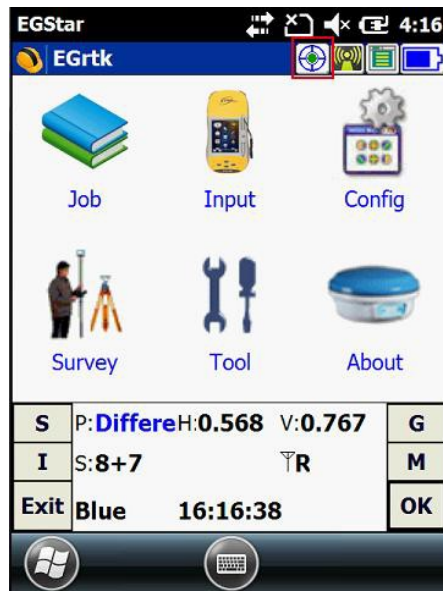 EGStar 4:16
EGrtk
Job Input Config
Survey Tool About
S P:Differe H:0.568 V:0.767 G
I S:8+7 R M
Exit Blue 16:16:38 OK